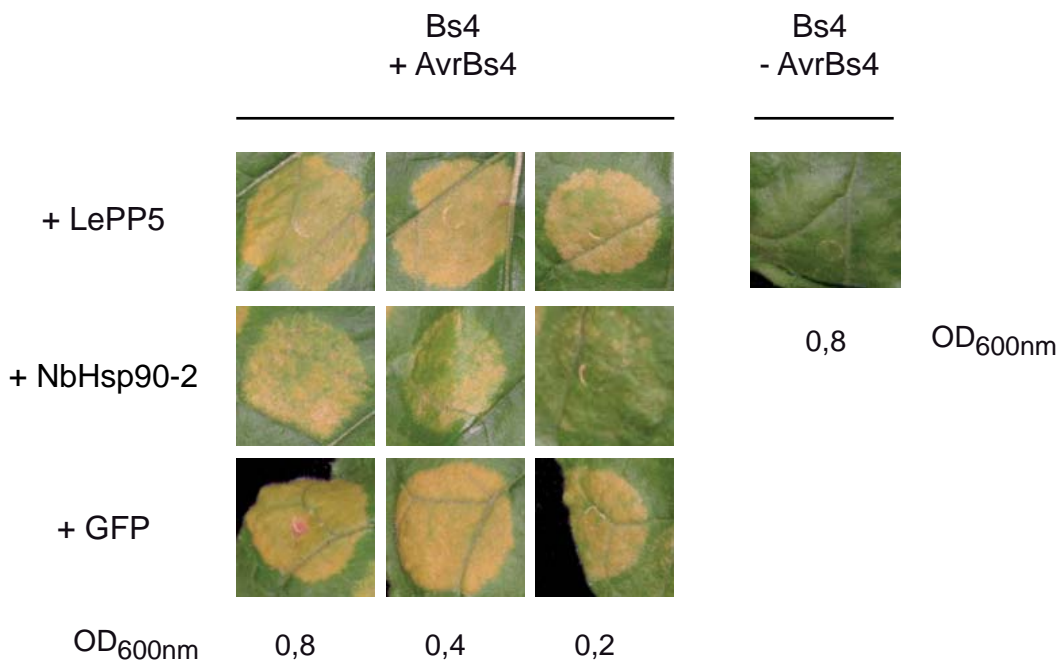 Bs4
+ AvrBs4
Bs4
- AvrBs4
+ LePP5
+ NbHsp90-2
0,8 OD600nm
+ GFP
OD600nm 0,8 0,4 0,2